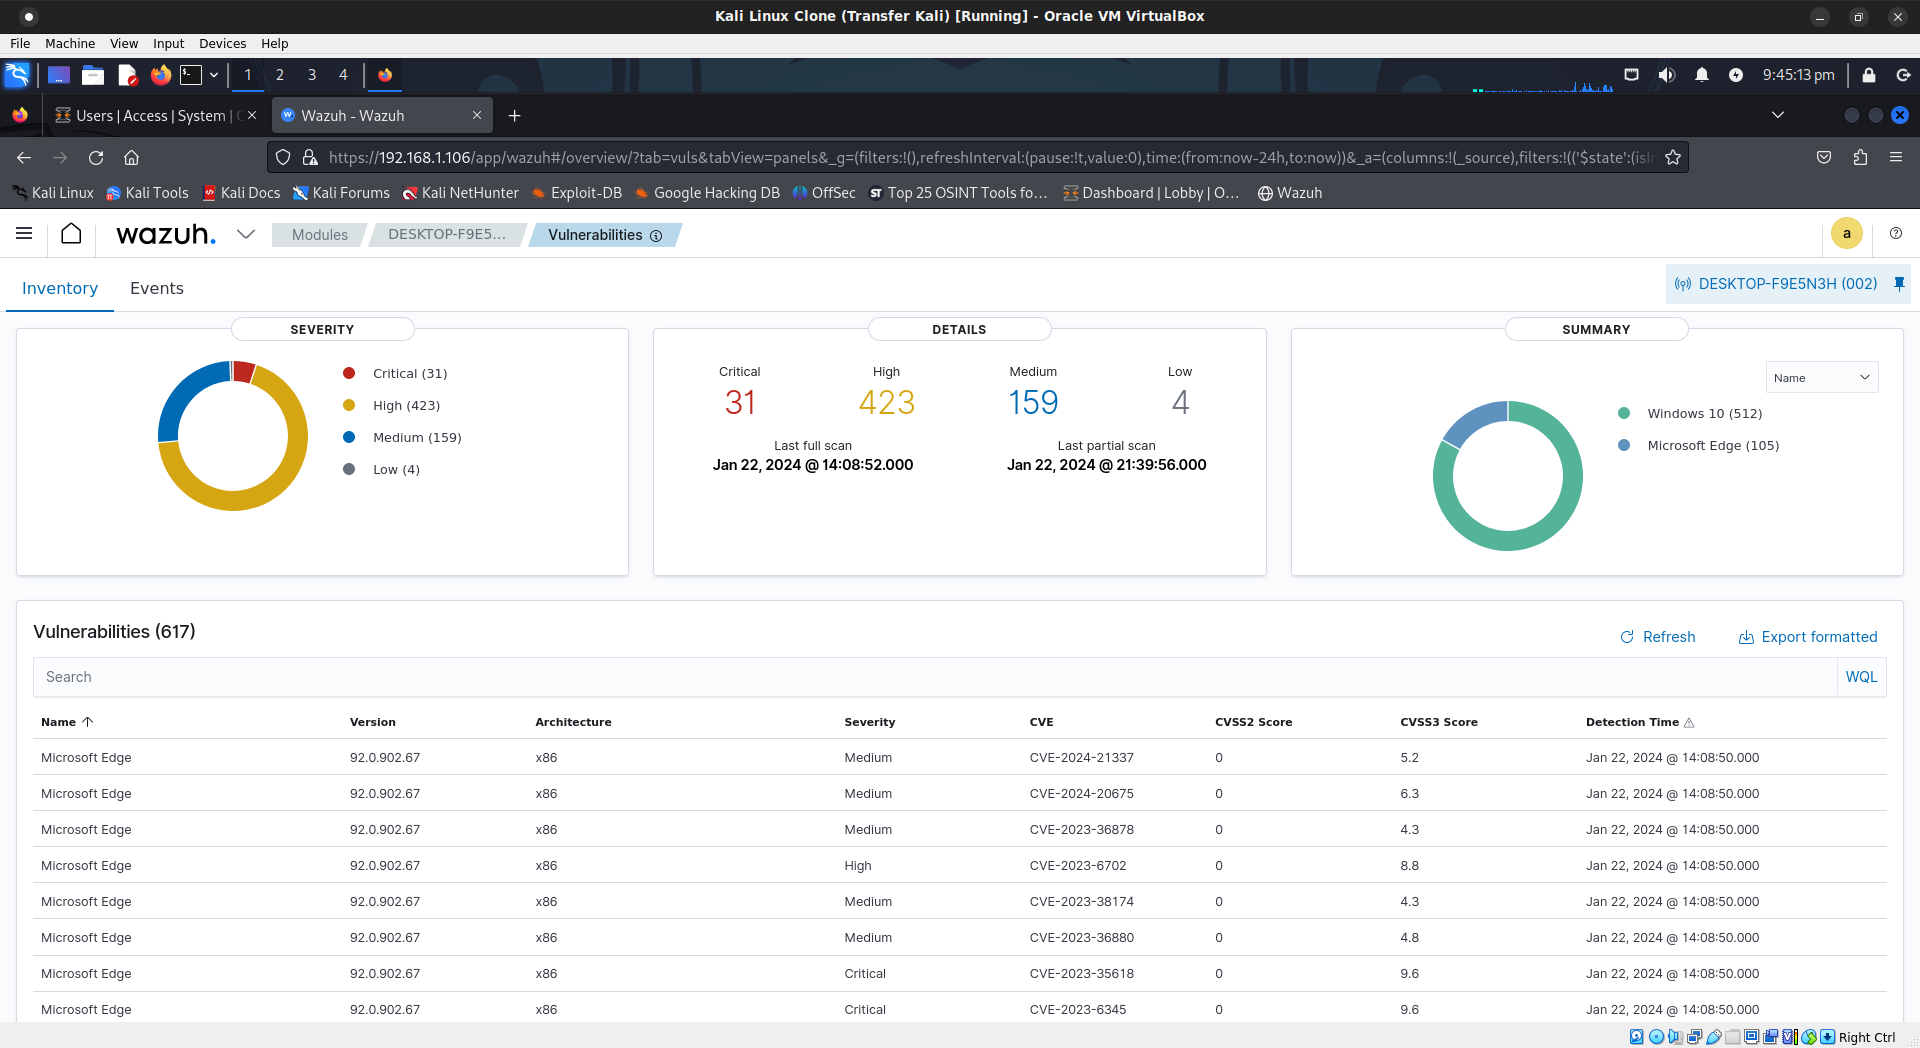 Kali Linux Clone (Transfer Kali) [Running] - Oracle VM VirtualBox
File Machine View Input Devices Help
1 2 3 4 9:45:13 pm
Users | Access | System | Wazuh - Wazuh
https://192.168.1.106/app/wazuh#/overview/?tab=vuls&tabView=panels&_g=(filters:!(),refreshInterval:(pause:!t,value:0),time:(from:now-24h,to:now))&_a=(columns:!(_source),filters:!(('$state':(isI
Kali Linux Kali Tools Kali Docs Kali Forums Kali NetHunter Exploit-DB Google Hacking DB OffSec ST Top 25 OSINT Tools fo… Dashboard | Lobby | O… Wazuh
wazuh. Modules DESKTOP-F9E5... Vulnerabilities a
Inventory Events DESKTOP-F9E5N3H (002)
SEVERITY
Critical (31)
High (423)
Medium (159)
Low (4)
DETAILS
Critical High Medium Low
31 423 159 4
Last full scan Last partial scan
Jan 22, 2024 @ 14:08:52.000 Jan 22, 2024 @ 21:39:56.000
SUMMARY
Name
Windows 10 (512)
Microsoft Edge (105)
Vulnerabilities (617)
Refresh Export formatted
Search WQL
Name Version Architecture Severity CVE CVSS2 Score CVSS3 Score Detection Time
Microsoft Edge 92.0.902.67 x86 Medium CVE-2024-21337 0 5.2 Jan 22, 2024 @ 14:08:50.000
Microsoft Edge 92.0.902.67 x86 Medium CVE-2024-20675 0 6.3 Jan 22, 2024 @ 14:08:50.000
Microsoft Edge 92.0.902.67 x86 Medium CVE-2023-36878 0 4.3 Jan 22, 2024 @ 14:08:50.000
Microsoft Edge 92.0.902.67 x86 High CVE-2023-6702 0 8.8 Jan 22, 2024 @ 14:08:50.000
Microsoft Edge 92.0.902.67 x86 Medium CVE-2023-38174 0 4.3 Jan 22, 2024 @ 14:08:50.000
Microsoft Edge 92.0.902.67 x86 Medium CVE-2023-36880 0 4.8 Jan 22, 2024 @ 14:08:50.000
Microsoft Edge 92.0.902.67 x86 Critical CVE-2023-35618 0 9.6 Jan 22, 2024 @ 14:08:50.000
Microsoft Edge 92.0.902.67 x86 Critical CVE-2023-6345 0 9.6 Jan 22, 2024 @ 14:08:50.000
Right Ctrl